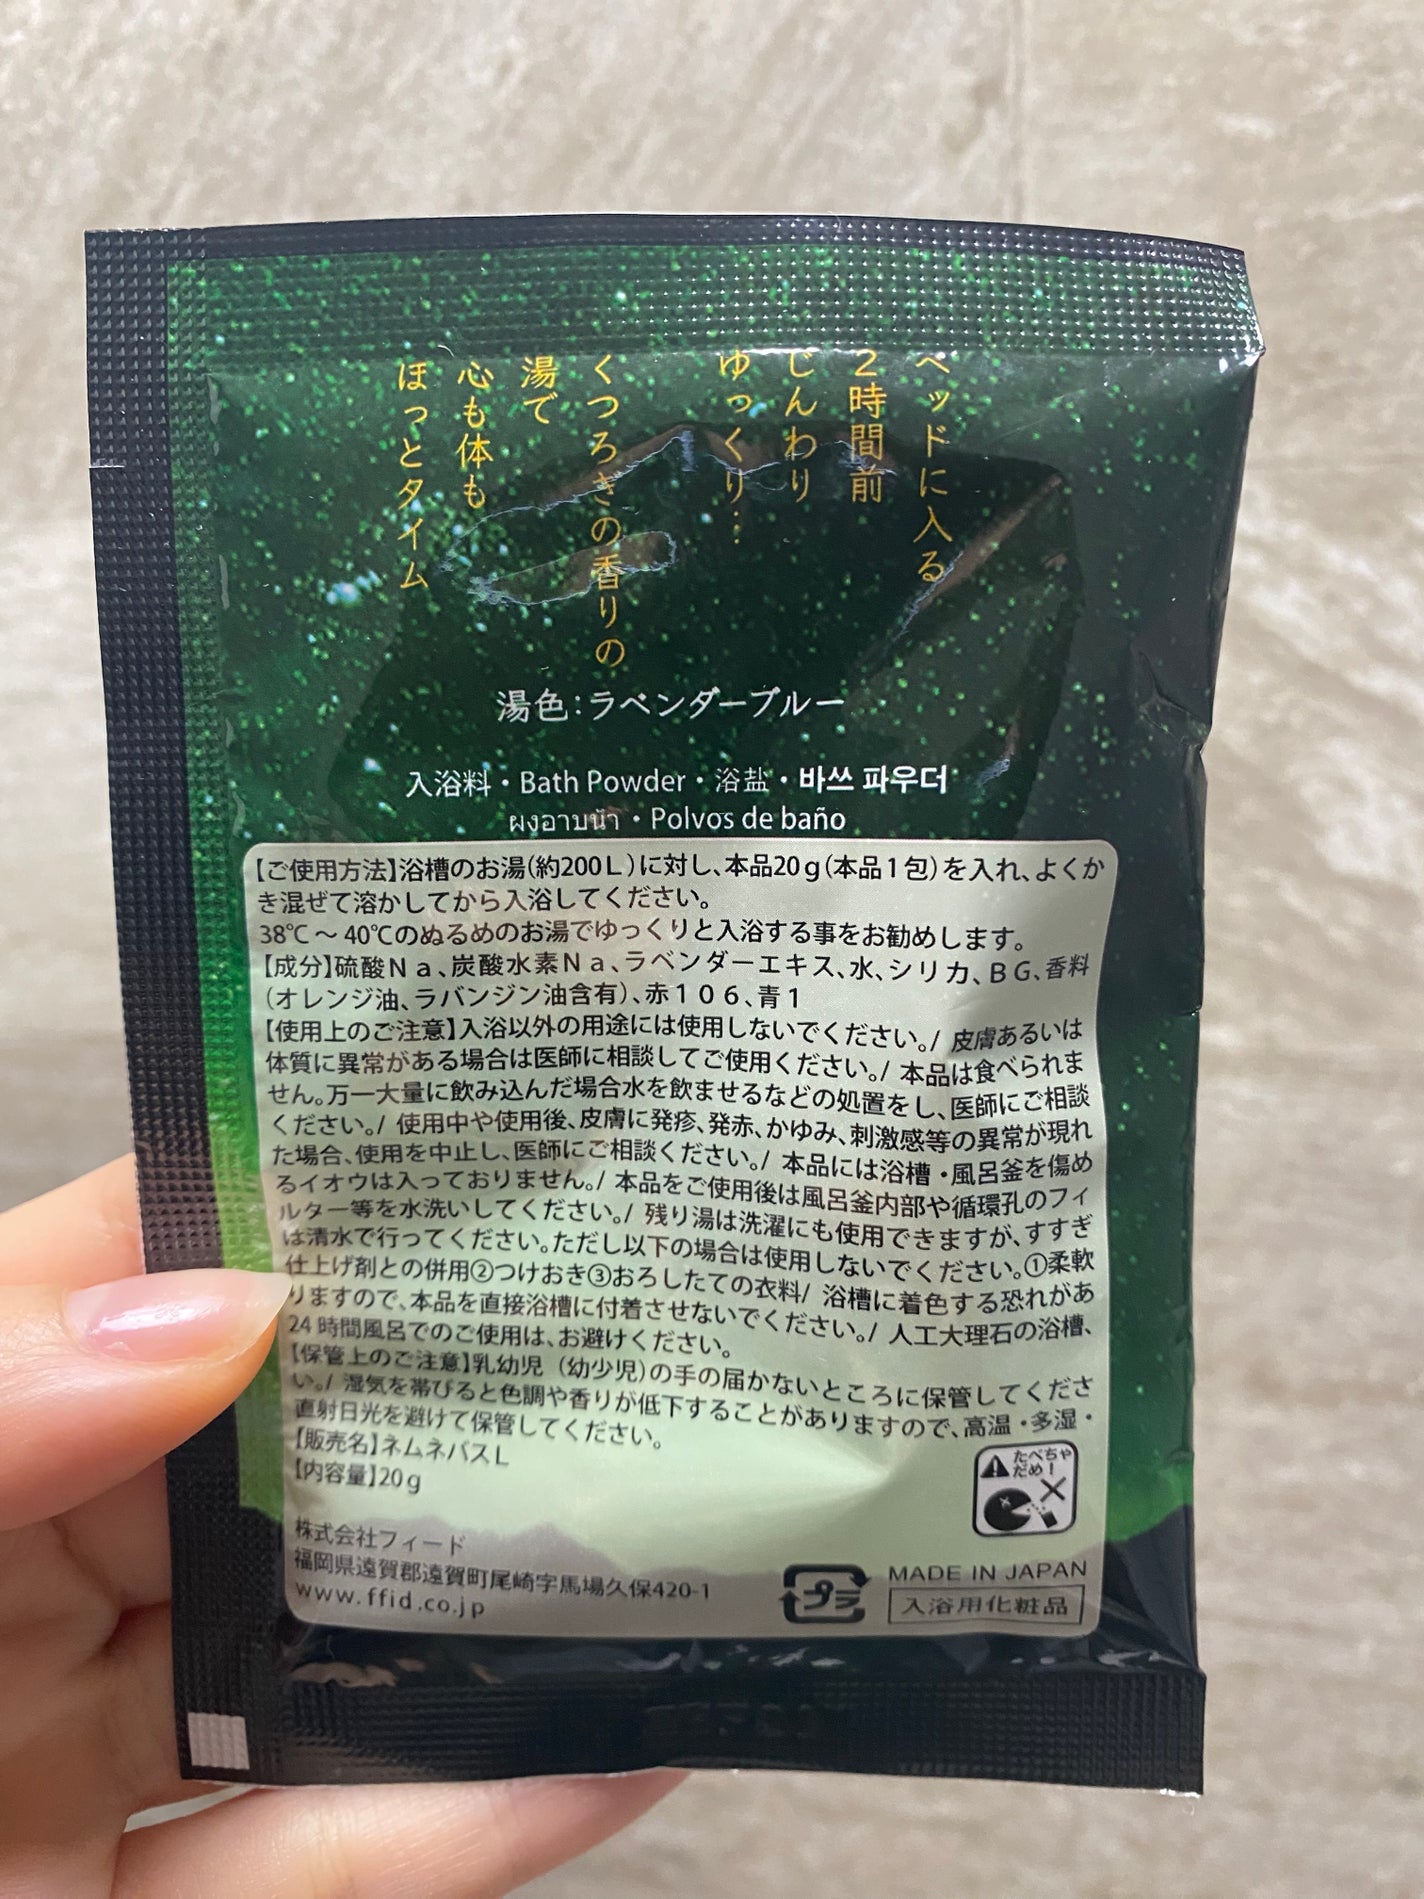 ベッドに入る
2時間前
じんわり
ゆっくり…
くつろぎの香りの
湯で
心も体も
ほっとタイム
湯色：ラベンダーブルー
入浴料・Bath Powder・浴盐・바쓰 파우더
ผงอาบน้ำ・Polvos de baño
【ご使用方法】浴槽のお湯(約200L)に対し、本品20g(本品1包)を入れ、よくか
き混ぜて溶かしてから入浴してください。
38℃～40℃のぬるめのお湯でゆっくりと入浴する事をお勧めします。
【成分】硫酸Na、炭酸水素Na、ラベンダーエキス、水、シリカ、BG、香料
(オレンジ油、ラバンジン油含有)、赤106、青1
【使用上のご注意】入浴以外の用途には使用しないでください。/ 皮膚あるいは
体質に異常がある場合は医師に相談してご使用ください。/ 本品は食べられま
せん。万一大量に飲み込んだ場合水を飲ませるなどの処置をし、医師にご相談
ください。/ 使用中や使用後、皮膚に発疹、発赤、かゆみ、刺激感等の異常が現れ
た場合、使用を中止し、医師にご相談ください。/ 本品には浴槽・風呂釜を傷め
るイオウは入っておりません。/ 本品をご使用後は風呂釜内部や循環孔のフィ
ルター等を水洗いしてください。/ 残り湯は洗濯にも使用できますが、すすぎ
は清水で行ってください。ただし以下の場合は使用しないでください。①柔軟
仕上げ剤との併用②つけおき③おろしたての衣料/ 浴槽に着色する恐れがあ
りますので、本品を直接浴槽に付着させないでください。/ 人工大理石の浴槽、
24時間風呂でのご使用は、お避けください。
【保管上のご注意】乳幼児（幼少児）の手の届かないところに保管してくださ
い。/ 湿気を帯びると色調や香りが低下することがありますので、高温・多湿・
直射日光を避けて保管してください。
【販売名】ネムネバスL
【内容量】20g
たべちゃ
だめ！
株式会社フィード
福岡県遠賀郡遠賀町尾崎字馬場久保420-1
www.ffid.co.jp
プラ
MADE IN JAPAN
入浴用化粧品